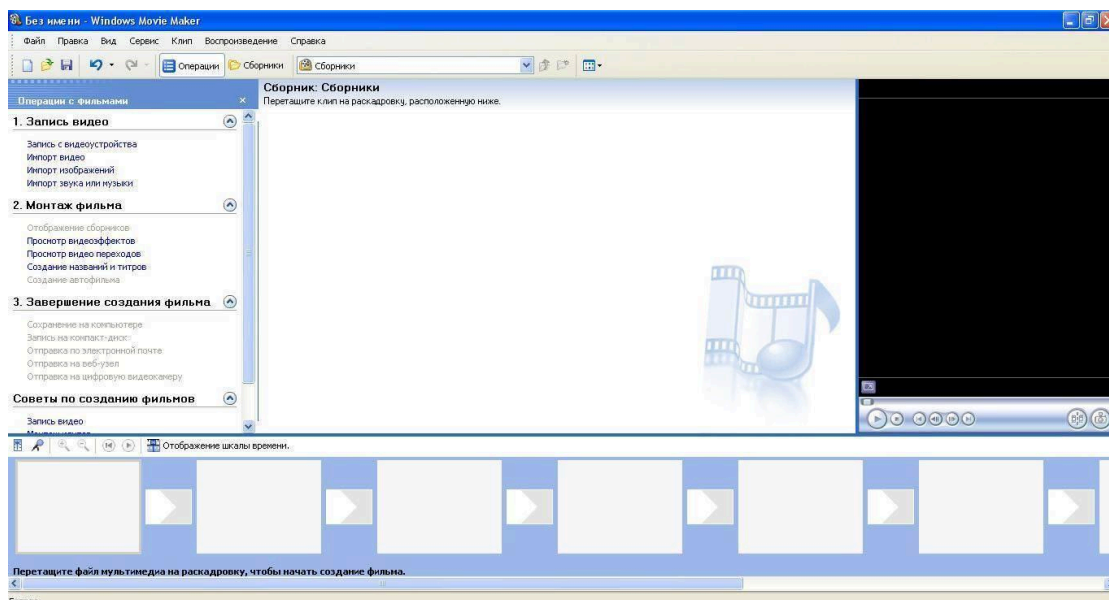 Без имени - Windows Movie Maker
Файл Правка Вид Сервис Клип Воспроизведение Справка
Операции Сборники Сборники
Операции с фильмами
Сборник: Сборники
Перетащите клип на раскадровку, расположенную ниже.
1. Запись видео
Запись с видеоустройства
Импорт видео
Импорт изображений
Импорт звука или музыки
2. Монтаж фильма
Отображение сборников
Просмотр видеоэффектов
Просмотр видео переходов
Создание названий и титров
Создание автофильма
3. Завершение создания фильма
Сохранение на компьютере
Запись на компакт-диск
Отправка по электронной почте
Отправка на веб-узел
Отправка на цифровую видеокамеру
Советы по созданию фильмов
Запись видео
Отображение шкалы времени.
Перетащите файл мультимедиа на раскадровку, чтобы начать создание фильма.